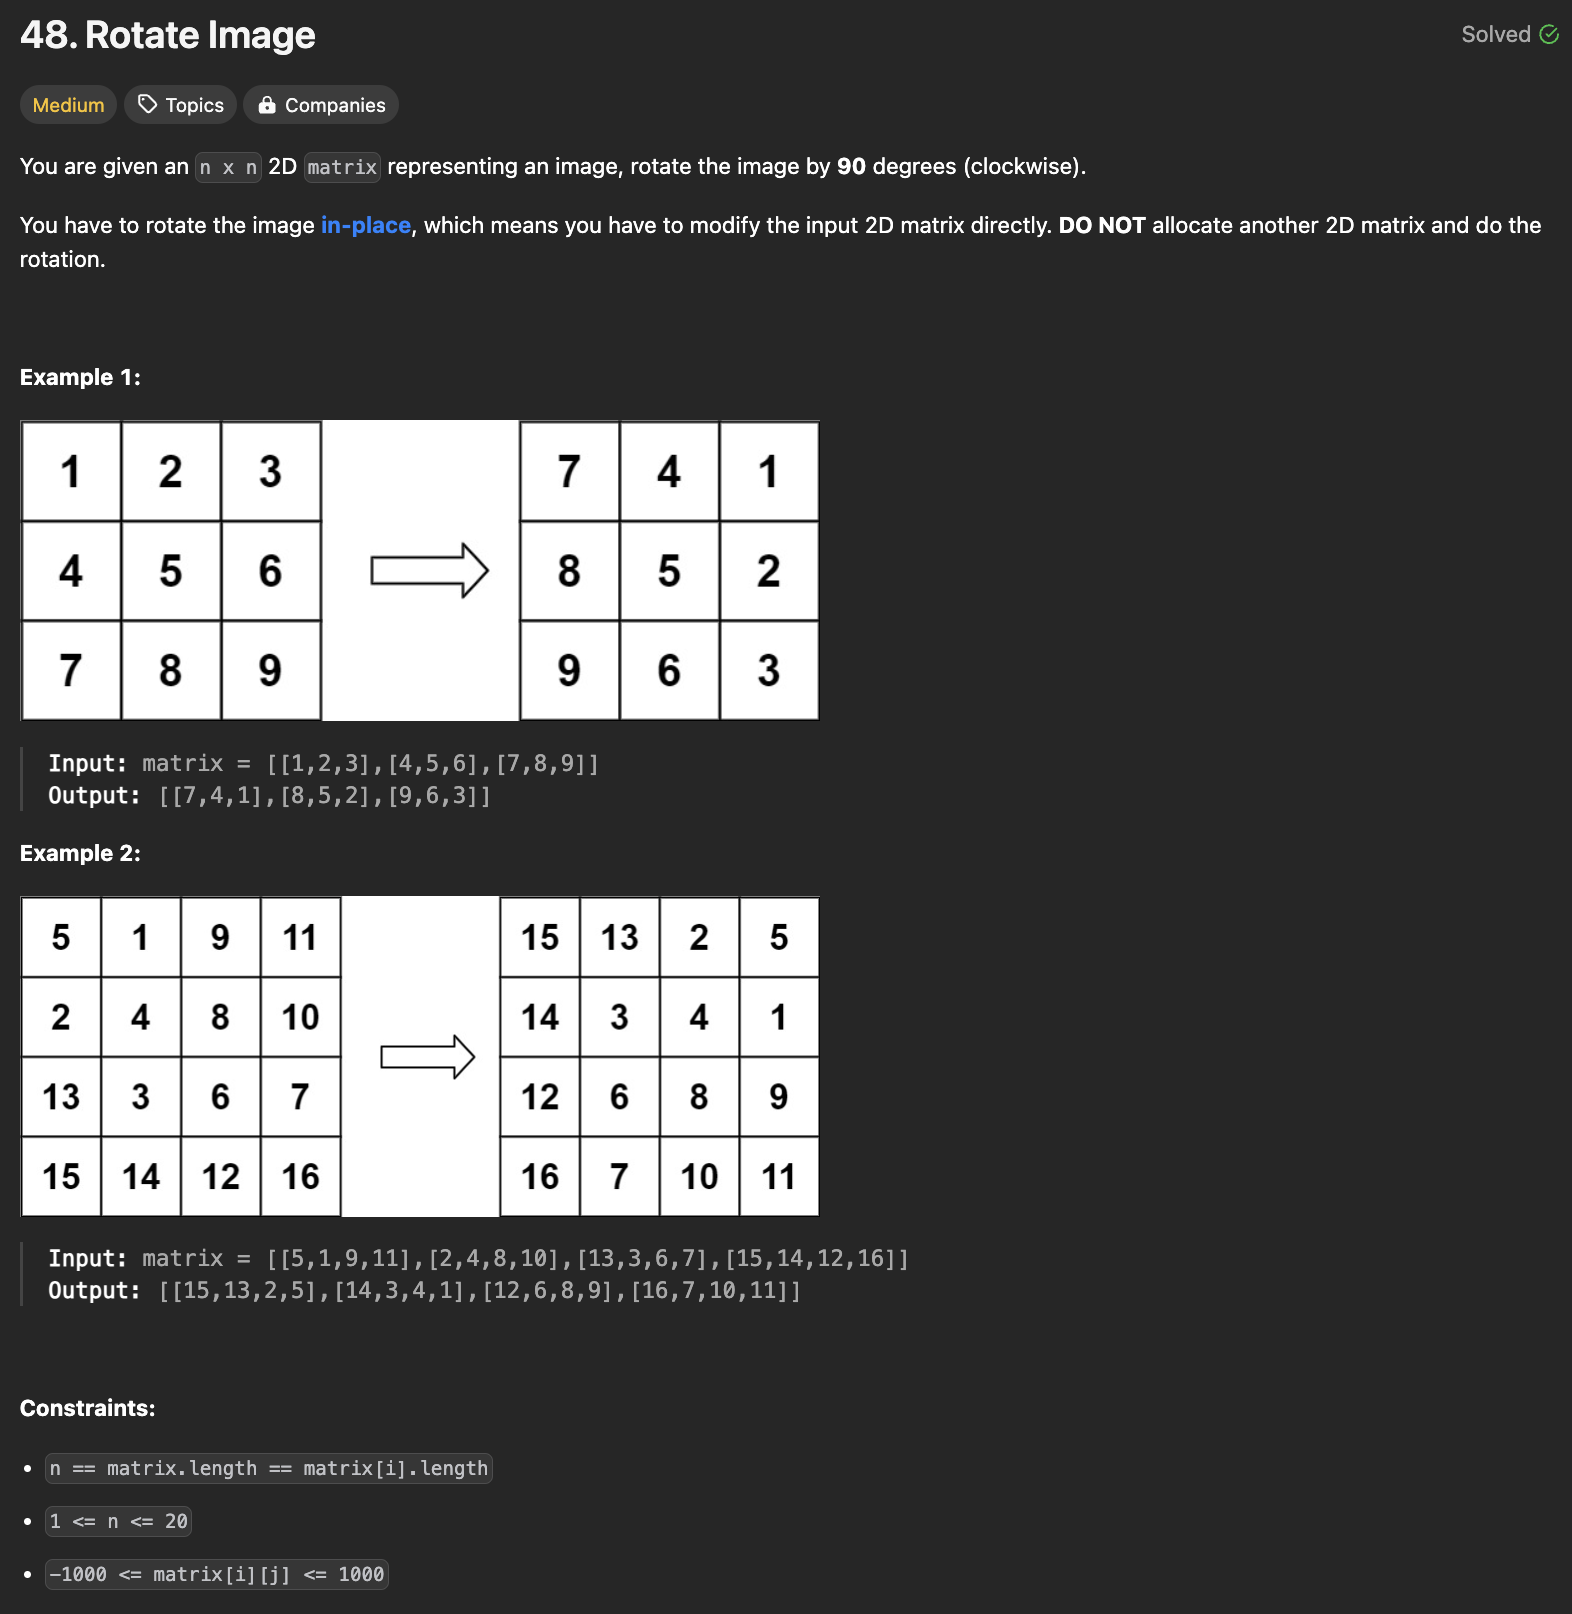 48. Rotate Image
Solved
Medium Topics Companies
You are given an n x n 2D matrix representing an image, rotate the image by 90 degrees (clockwise).
You have to rotate the image in-place, which means you have to modify the input 2D matrix directly. DO NOT allocate another 2D matrix and do the
rotation.
Example 1:
1 2 3 7 4 1
4 5 6 8 5 2
7 8 9 9 6 3
Input: matrix = [[1,2,3],[4,5,6],[7,8,9]]
Output: [[7,4,1],[8,5,2],[9,6,3]]
Example 2:
5 1 9 11 15 13 2 5
2 4 8 10 14 3 4 1
13 3 6 7 12 6 8 9
15 14 12 16 16 7 10 11
Input: matrix = [[5,1,9,11],[2,4,8,10],[13,3,6,7],[15,14,12,16]]
Output: [[15,13,2,5],[14,3,4,1],[12,6,8,9],[16,7,10,11]]
Constraints:
• n == matrix.length == matrix[i].length
• 1 <= n <= 20
• -1000 <= matrix[i][j] <= 1000